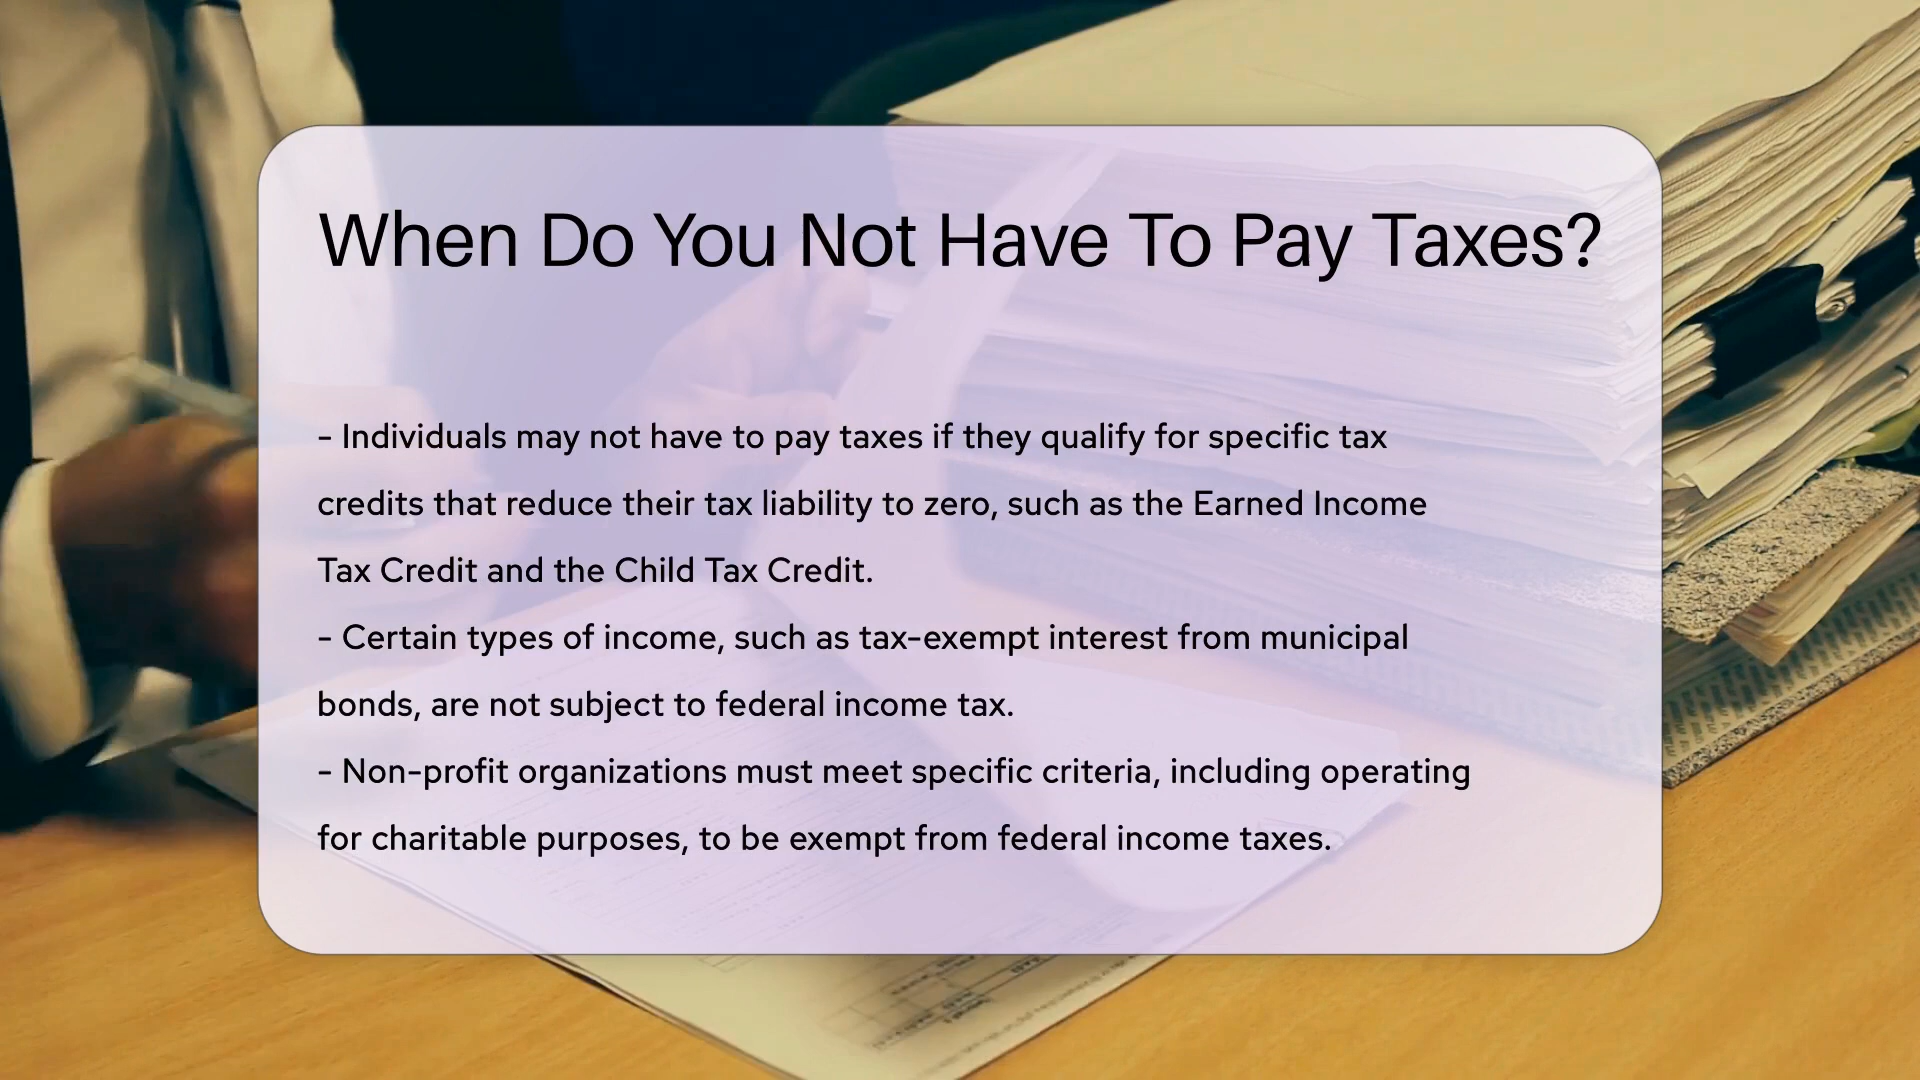 When Do You Not Have To Pay Taxes?
- Individuals may not have to pay taxes if they qualify for specific tax
credits that reduce their tax liability to zero, such as the Earned Income
Tax Credit and the Child Tax Credit.
- Certain types of income, such as tax-exempt interest from municipal
bonds, are not subject to federal income tax.
- Non-profit organizations must meet specific criteria, including operating
for charitable purposes, to be exempt from federal income taxes.